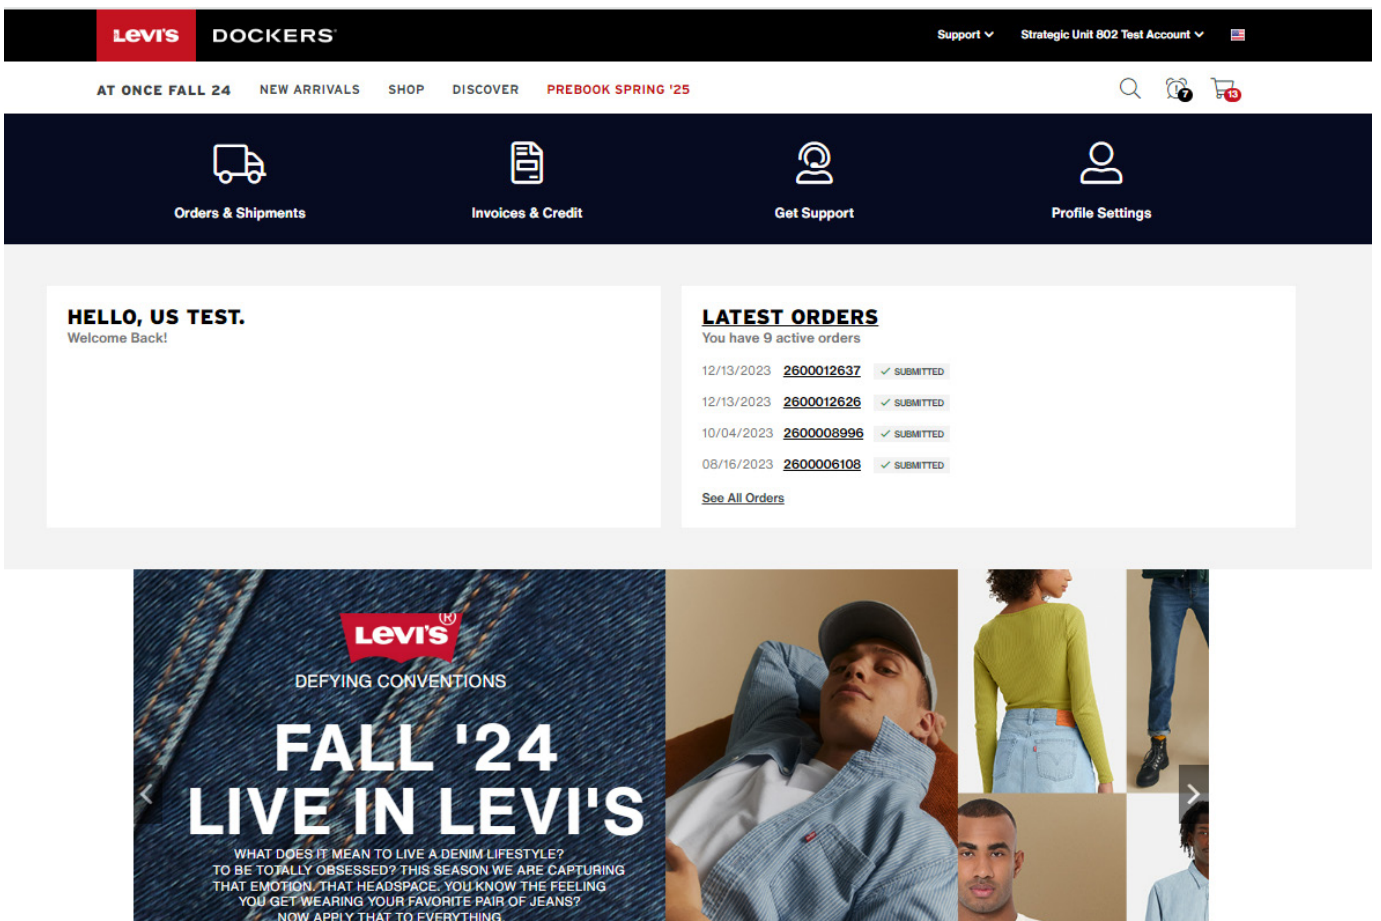 Levi's DOCKERS Support Strategic Unit 802 Test Account
AT ONCE FALL 24 NEW ARRIVALS SHOP DISCOVER PREBOOK SPRING '25 7 13
Orders & Shipments Invoices & Credit Get Support Profile Settings
HELLO, US TEST.
Welcome Back!
LATEST ORDERS
You have 9 active orders
12/13/2023 2600012637 ✓ SUBMITTED
12/13/2023 2600012626 ✓ SUBMITTED
10/04/2023 2600008996 ✓ SUBMITTED
08/16/2023 2600006108 ✓ SUBMITTED
See All Orders
Levi's ®
DEFYING CONVENTIONS
FALL '24
LIVE IN LEVI'S
WHAT DOES IT MEAN TO LIVE A DENIM LIFESTYLE?
TO BE TOTALLY OBSESSED? THIS SEASON WE ARE CAPTURING
THAT EMOTION. THAT HEADSPACE. YOU KNOW THE FEELING
YOU GET WEARING YOUR FAVORITE PAIR OF JEANS?
NOW APPLY THAT TO EVERYTHING.